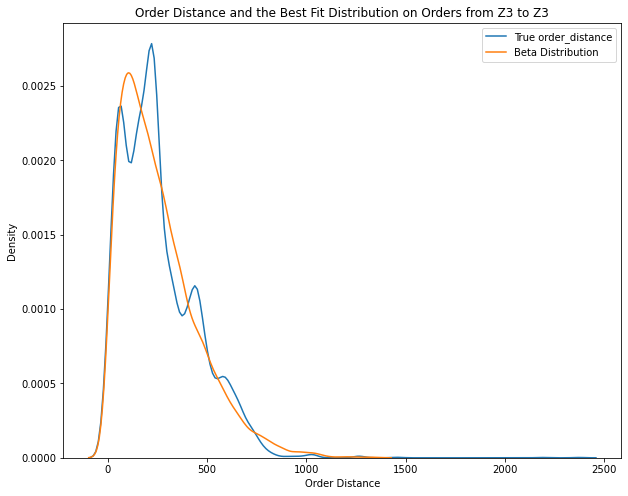 Order Distance and the Best Fit Distribution on Orders from Z3 to Z3
True order_distance
Beta Distribution
0.0025
0.0020
0.0015
0.0010
0.0005
0.0000
Density
0 500 1000 1500 2000 2500
Order Distance